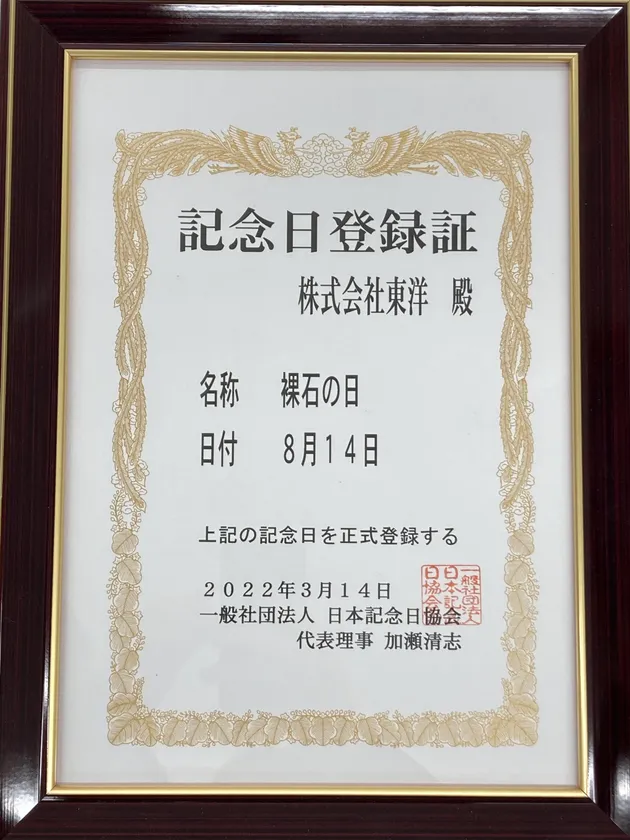 記念日登録証
株式会社東洋 殿
名称 裸石の日
日付 8月14日
上記の記念日を正式登録する
2022年3月14日
一般社団法人 日本記念日協会
代表理事 加瀬清志
一般社団法人
日本記念
日協会